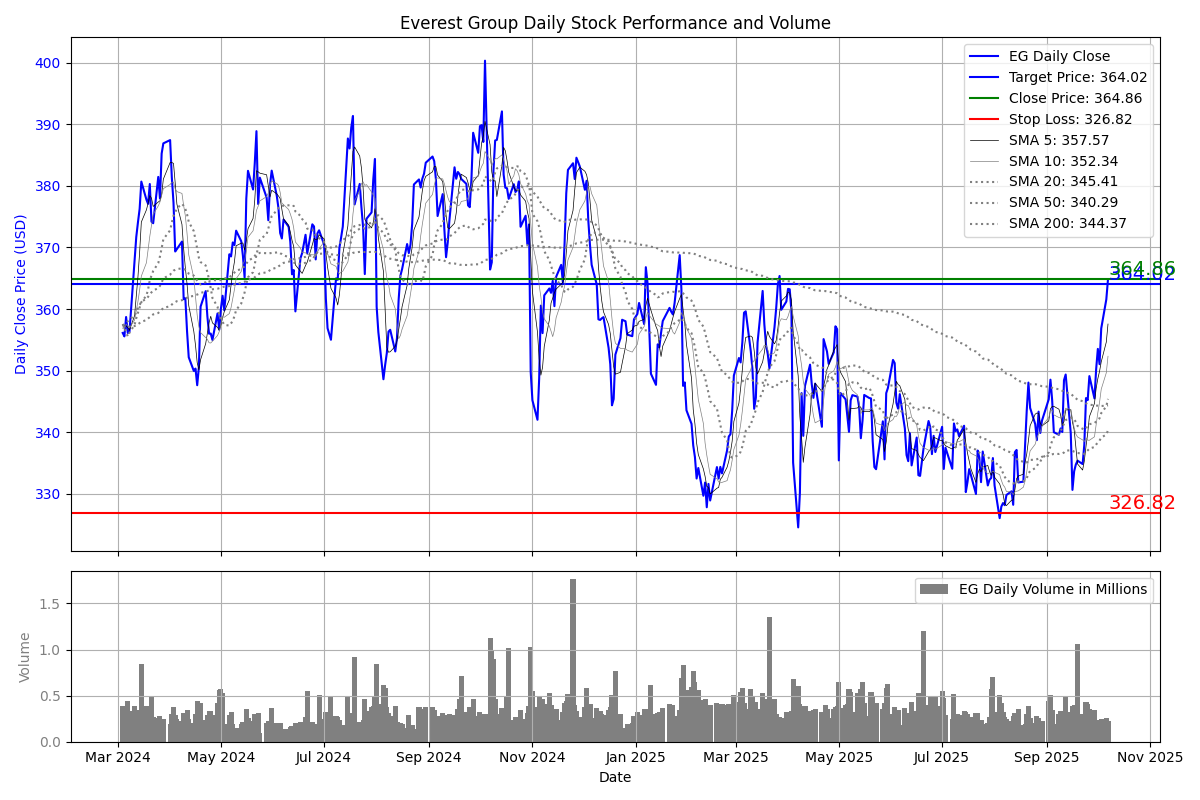 Everest Group Daily Stock Performance and Volume
Daily Close Price (USD)
400
390
380
370
360
350
340
330
EG Daily Close
Target Price: 364.02
Close Price: 364.86
Stop Loss: 326.82
SMA 5: 357.57
SMA 10: 352.34
SMA 20: 345.41
SMA 50: 340.29
SMA 200: 344.37
364.86
364.02
326.82
Volume
1.5
1.0
0.5
0.0
EG Daily Volume in Millions
Mar 2024 May 2024 Jul 2024 Sep 2024 Nov 2024 Jan 2025 Mar 2025 May 2025 Jul 2025 Sep 2025 Nov 2025
Date